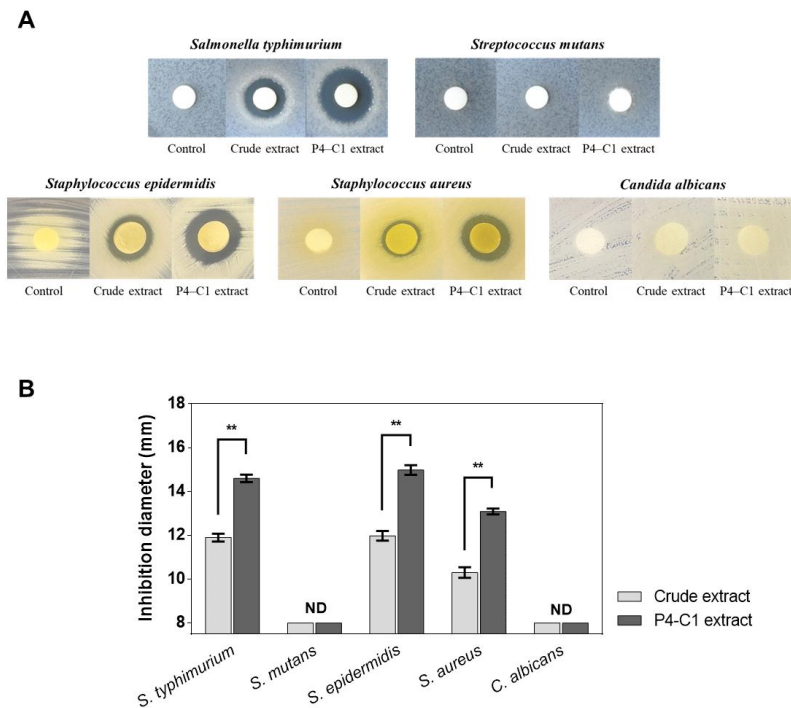 A
Salmonella typhimurium
Streptococcus mutans
Control
Crude extract
P4–C1 extract
Control
Crude extract
P4–C1 extract
Staphylococcus epidermidis
Staphylococcus aureus
Candida albicans
Control
Crude extract
P4–C1 extract
Control
Crude extract
P4–C1 extract
Control
Crude extract
P4–C1 extract
B
Inhibition diameter (mm)
18
16
14
12
10
8
**
ND
**
**
ND
S. typhimurium
S. mutans
S. epidermidis
S. aureus
C. albicans
Crude extract
P4-C1 extract